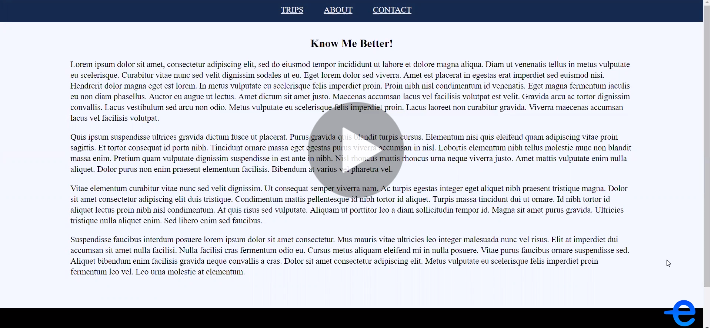 TRIPS ABOUT CONTACT
Know Me Better!
Lorem ipsum dolor sit amet, consectetur adipiscing elit, sed do eiusmod tempor incididunt ut labore et dolore magna aliqua. Diam ut venenatis tellus in metus vulputate
eu scelerisque. Curabitur vitae nunc sed velit dignissim sodales ut eu. Eget lorem dolor sed viverra. Amet est placerat in egestas erat imperdiet sed euismod nisi.
Hendrerit dolor magna eget est lorem. In metus vulputate eu scelerisque felis imperdiet proin. Proin nibh nisl condimentum id venenatis. Eget magna fermentum iaculis
eu non diam phasellus. Auctor eu augue ut lectus. Amet dictum sit amet justo. Maecenas accumsan lacus vel facilisis volutpat est velit. Gravida arcu ac tortor dignissim
convallis. Lacus vestibulum sed arcu non odio. Metus vulputate eu scelerisque felis imperdiet proin. Lacus laoreet non curabitur gravida. Viverra maecenas accumsan
lacus vel facilisis volutpat.
Quis ipsum suspendisse ultrices gravida dictum fusce ut placerat. Purus gravida quis blandit turpis cursus. Elementum nisi quis eleifend quam adipiscing vitae proin
sagittis. Et tortor consequat id porta nibh. Tincidunt ornare massa eget egestas purus viverra accumsan in nisl. Lobortis elementum nibh tellus molestie nunc non blandit
massa enim. Pretium quam vulputate dignissim suspendisse in est ante in nibh. Nisl rhoncus mattis rhoncus urna neque viverra justo. Amet mattis vulputate enim nulla
aliquet. Dolor purus non enim praesent elementum facilisis. Bibendum at varius vel pharetra vel.
Vitae elementum curabitur vitae nunc sed velit dignissim. Ut consequat semper viverra nam. Ac turpis egestas integer eget aliquet nibh praesent tristique magna. Dolor
sit amet consectetur adipiscing elit duis tristique. Condimentum mattis pellentesque id nibh tortor id aliquet. Turpis massa tincidunt dui ut ornare. Id nibh tortor id
aliquet lectus proin nibh nisl condimentum. At quis risus sed vulputate. Aliquam ut porttitor leo a diam sollicitudin tempor id. Magna sit amet purus gravida. Ultricies
tristique nulla aliquet enim. Sed libero enim sed faucibus.
Suspendisse faucibus interdum posuere lorem ipsum dolor sit amet consectetur. Mus mauris vitae ultricies leo integer malesuada nunc vel risus. Elit at imperdiet dui
accumsan sit amet nulla facilisi. Nulla facilisi cras fermentum odio eu. Cursus metus aliquam eleifend mi in nulla posuere. Vitae purus faucibus ornare suspendisse sed.
Aliquet bibendum enim facilisis gravida neque convallis a cras. Dolor sit amet consectetur adipiscing elit. Metus vulputate eu scelerisque felis imperdiet proin
fermentum leo vel. Leo urna molestie at elementum.